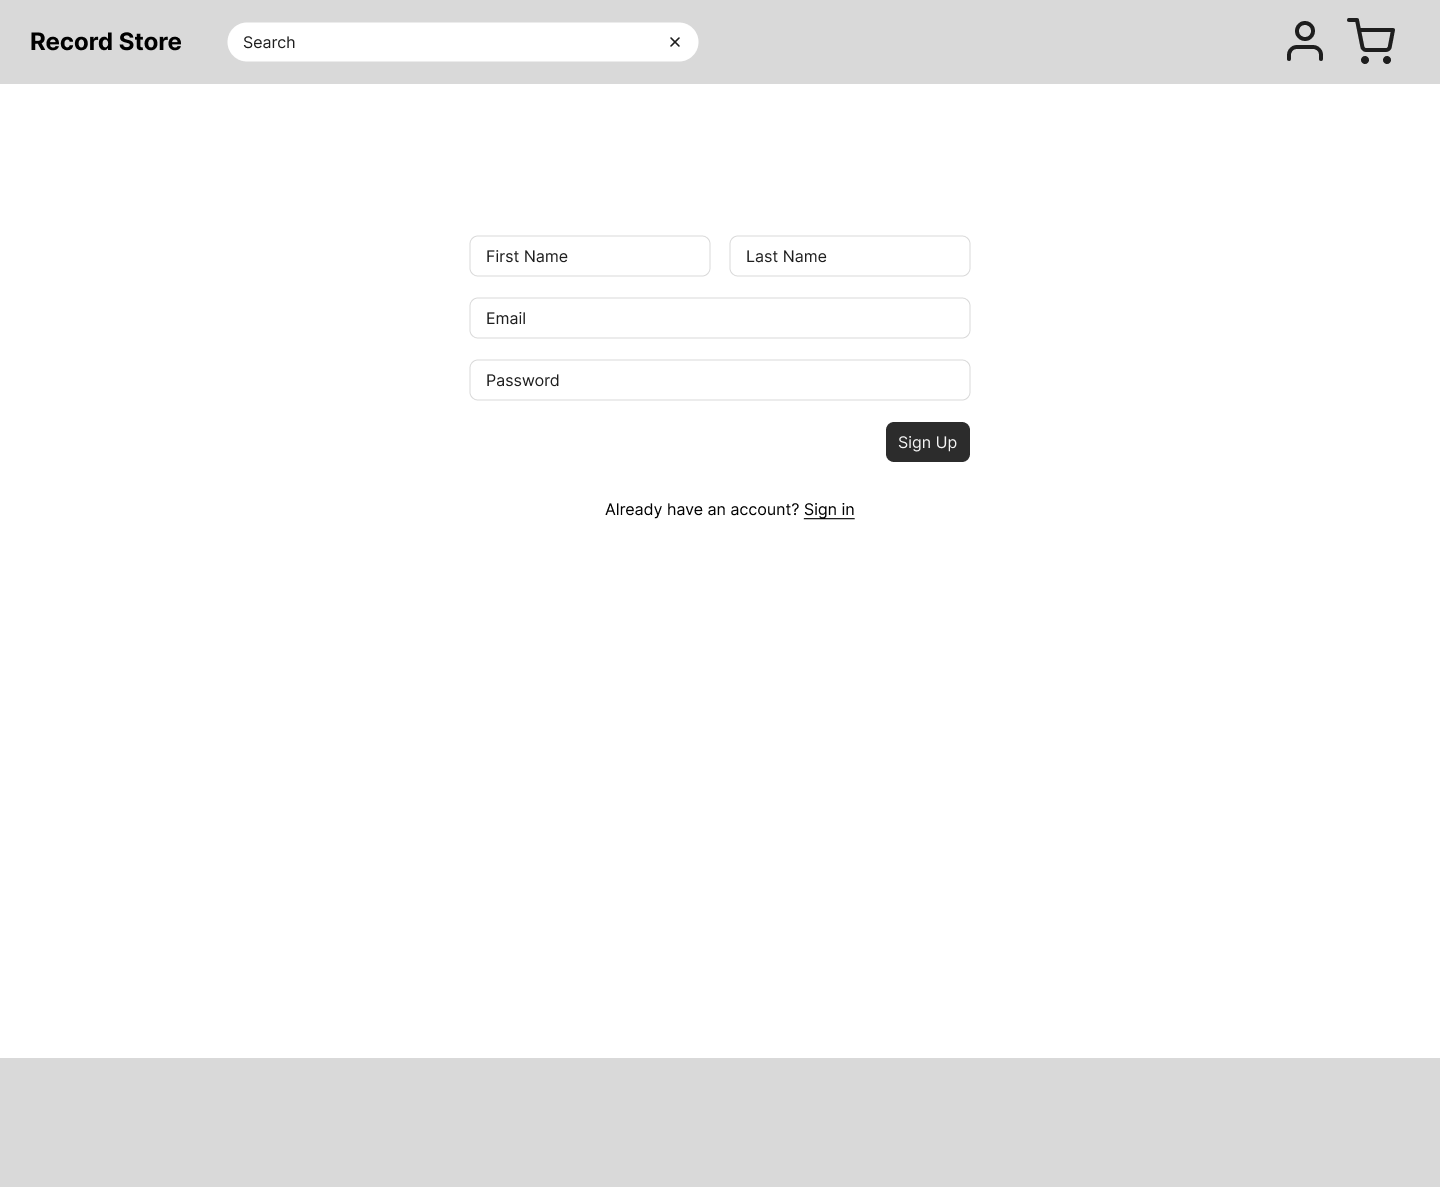 Record Store
Search
First Name
Last Name
Email
Password
Sign Up
Already have an account? Sign in